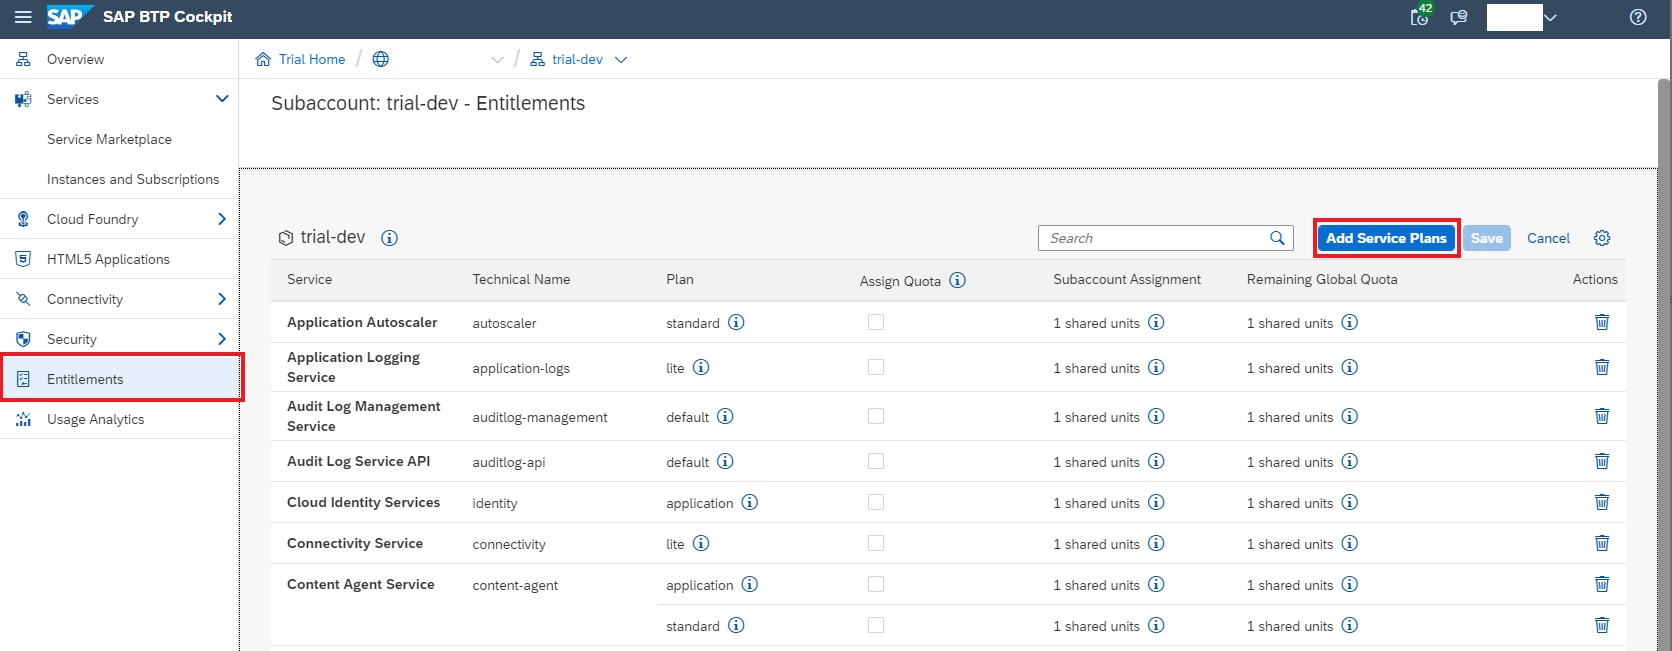 SAP SAP BTP Cockpit 42
Overview
Services
Service Marketplace
Instances and Subscriptions
Cloud Foundry
HTML5 Applications
Connectivity
Security
Entitlements
Usage Analytics
Trial Home / / trial-dev
Subaccount: trial-dev - Entitlements
trial-dev Search Add Service Plans Save Cancel
Service Technical Name Plan Assign Quota Subaccount Assignment Remaining Global Quota Actions
Application Autoscaler autoscaler standard 1 shared units 1 shared units
Application Logging
Service application-logs lite 1 shared units 1 shared units
Audit Log Management
Service auditlog-management default 1 shared units 1 shared units
Audit Log Service API auditlog-api default 1 shared units 1 shared units
Cloud Identity Services identity application 1 shared units 1 shared units
Connectivity Service connectivity lite 1 shared units 1 shared units
Content Agent Service content-agent application 1 shared units 1 shared units
standard 1 shared units 1 shared units